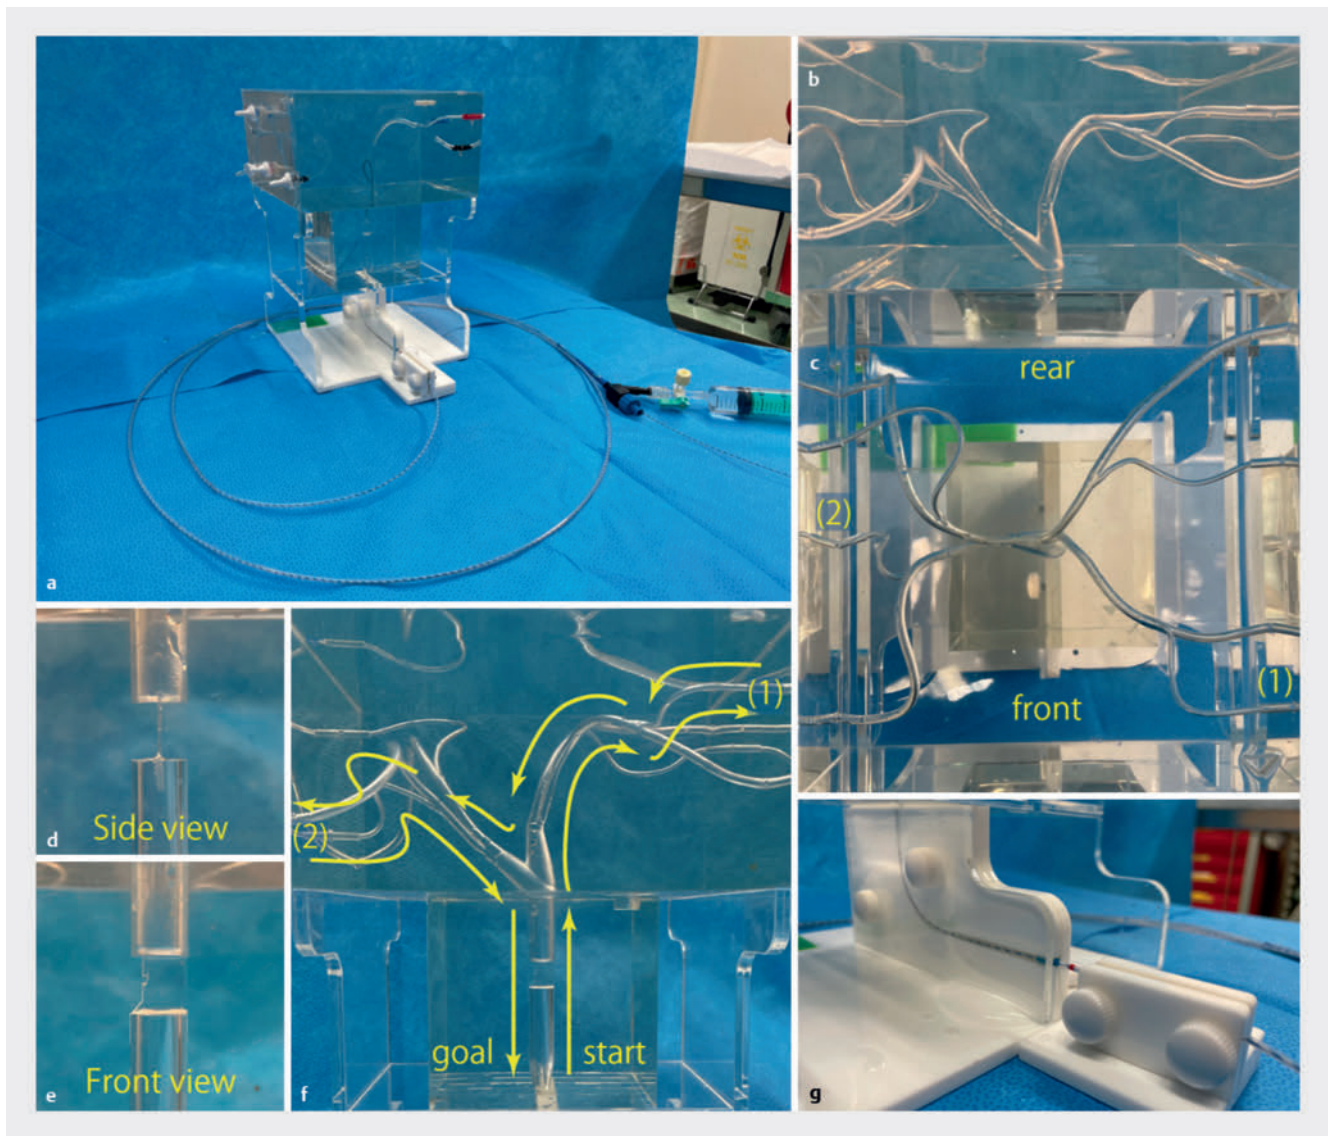 a
b
c
rear
(2)
(1)
front
d
Side view
e
Front view
(1)
(2)
goal
start
f
g